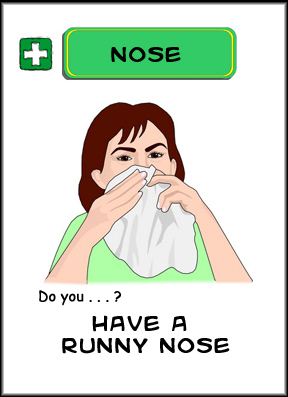 NOSE
Do you . . . ?
HAVE A
RUNNY NOSE